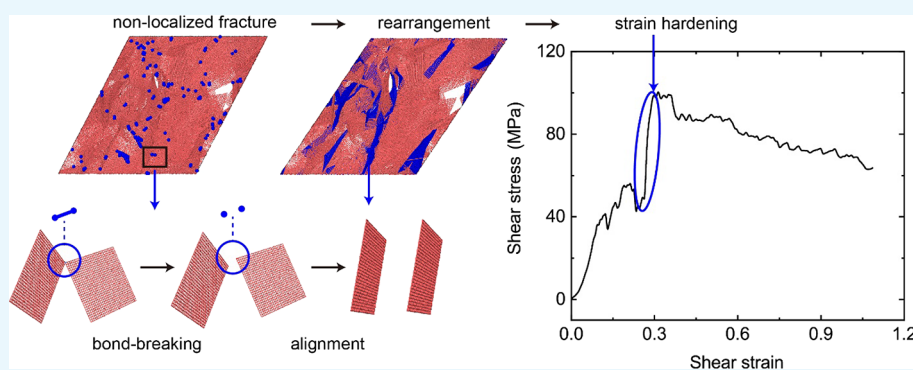 non-localized fracture
rearrangement
strain hardening
bond-breaking
alignment
120
80
40
0
Shear stress (MPa)
0.0
0.3
0.6
0.9
1.2
Shear strain